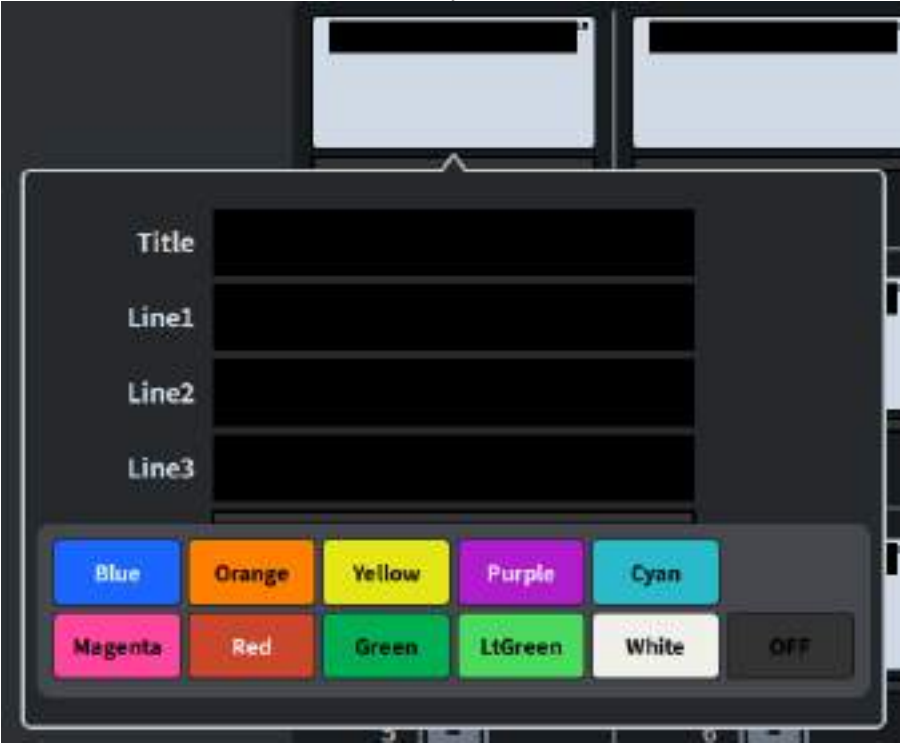 Title
Line1
Line2
Line3
Blue Orange Yellow Purple Cyan
Magenta Red Green LtGreen White OFF